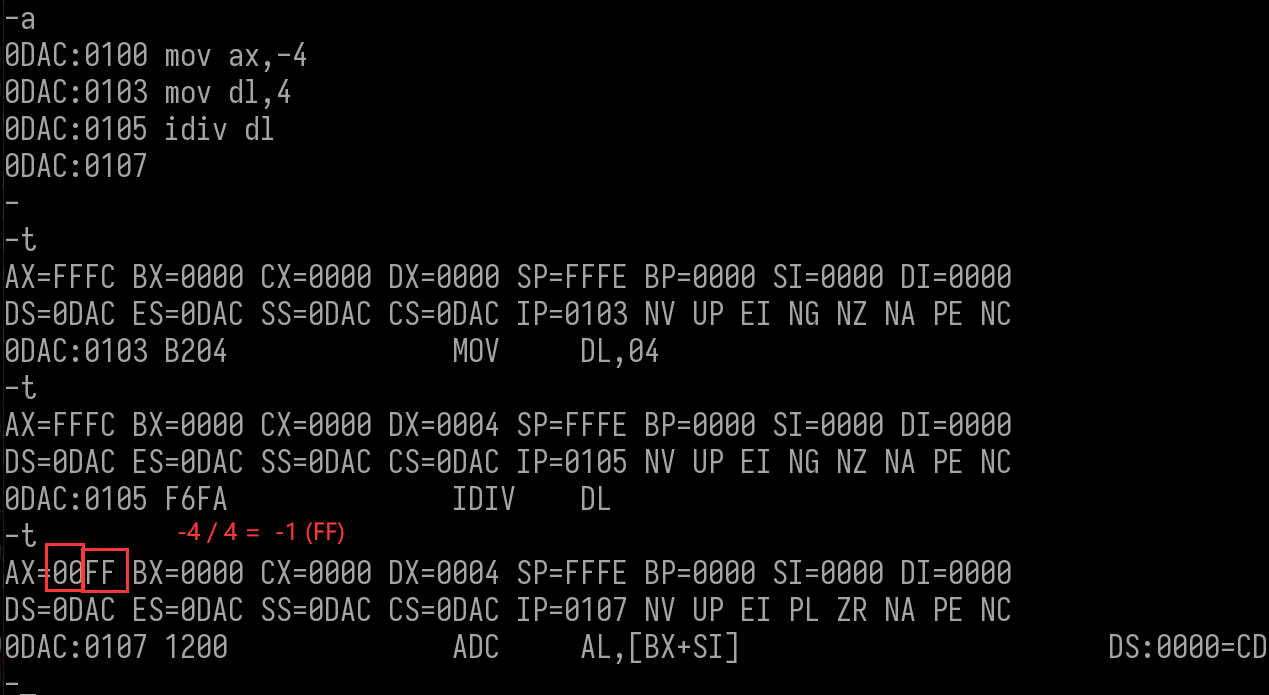 -a
0DAC:0100 mov ax,-4
0DAC:0103 mov dl,4
0DAC:0105 idiv dl
0DAC:0107
-
-t
AX=FFFC BX=0000 CX=0000 DX=0000 SP=FFFE BP=0000 SI=0000 DI=0000
DS=0DAC ES=0DAC SS=0DAC CS=0DAC IP=0103 NV UP EI NG NZ NA PE NC
0DAC:0103 B204 MOV DL,04
-t
AX=FFFC BX=0000 CX=0000 DX=0004 SP=FFFE BP=0000 SI=0000 DI=0000
DS=0DAC ES=0DAC SS=0DAC CS=0DAC IP=0105 NV UP EI NG NZ NA PE NC
0DAC:0105 F6FA IDIV DL
-t -4 / 4 = -1 (FF)
AX=00FF BX=0000 CX=0000 DX=0004 SP=FFFE BP=0000 SI=0000 DI=0000
DS=0DAC ES=0DAC SS=0DAC CS=0DAC IP=0107 NV UP EI PL ZR NA PE NC
0DAC:0107 1200 ADC AL,[BX+SI] DS:0000=CD
-_